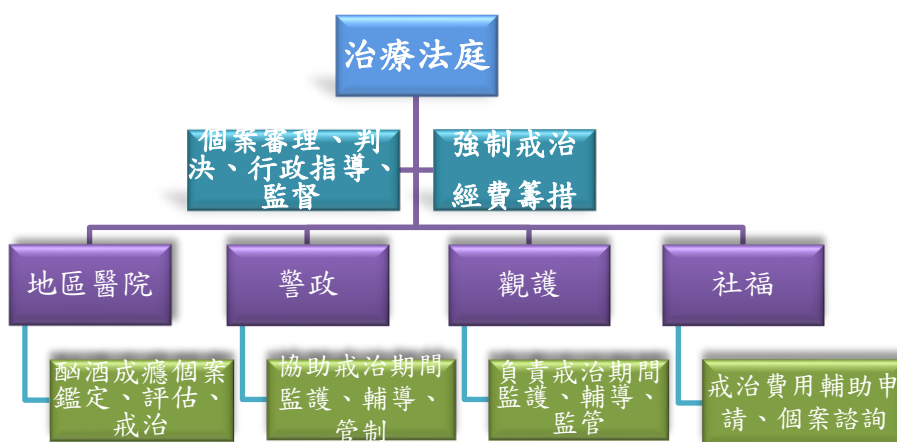 治療法庭
個案審理、判
決、行政指導、
監督
強制戒治
經費籌措
地區醫院
警政
觀護
社福
酗酒成癮個案
鑑定、評估、
戒治
協助戒治期間
監護、輔導、
管制
負責戒治期間
監護、輔導、
監管
戒治費用輔助申
請、個案諮詢